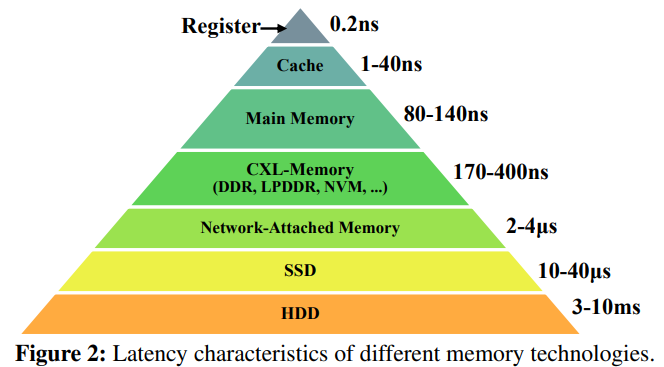 Register 0.2ns
Cache 1-40ns
Main Memory 80-140ns
CXL-Memory
(DDR, LPDDR, NVM, ...) 170-400ns
Network-Attached Memory 2-4µs
SSD 10-40µs
HDD 3-10ms
Figure 2: Latency characteristics of different memory technologies.